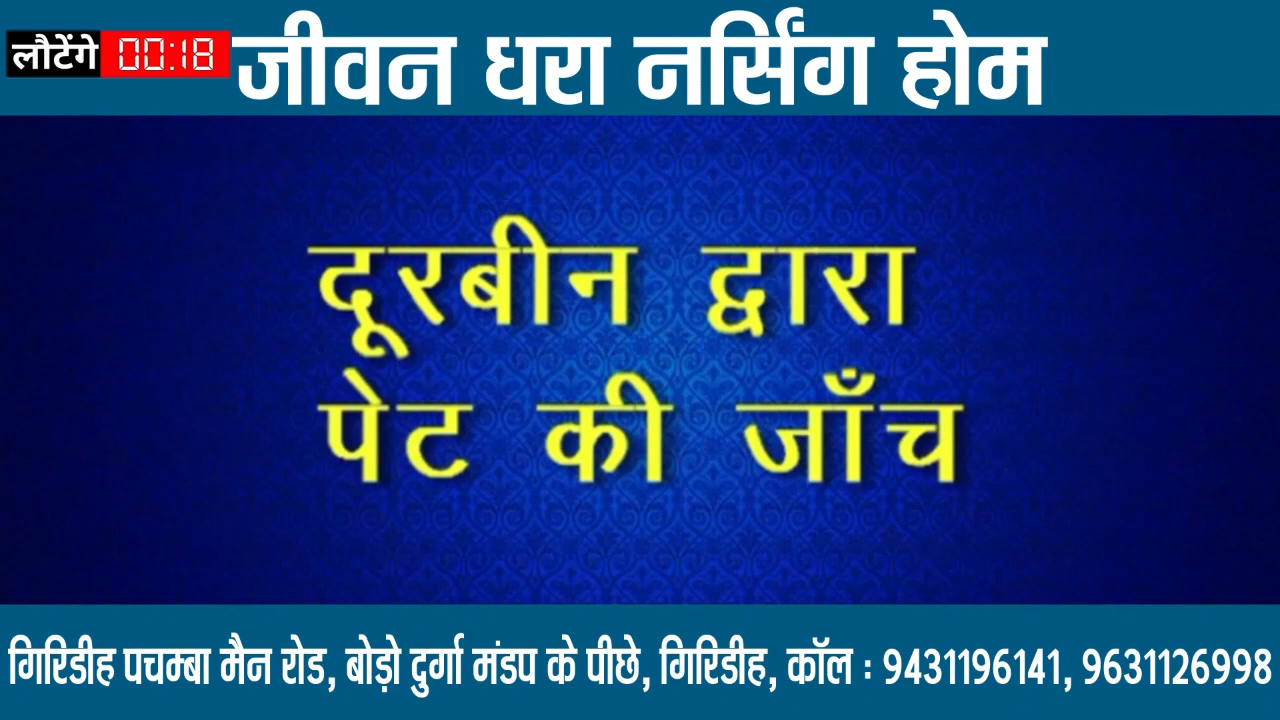 लौटेंगे 00:18
जीवन धरा नर्सिंग होम
दूरबीन द्वारा
पेट की जाँच
गिरिडीह पचम्बा मैन रोड, बोड़ो दुर्गा मंडप के पीछे, गिरिडीह, कॉल : 9431196141, 9631126998